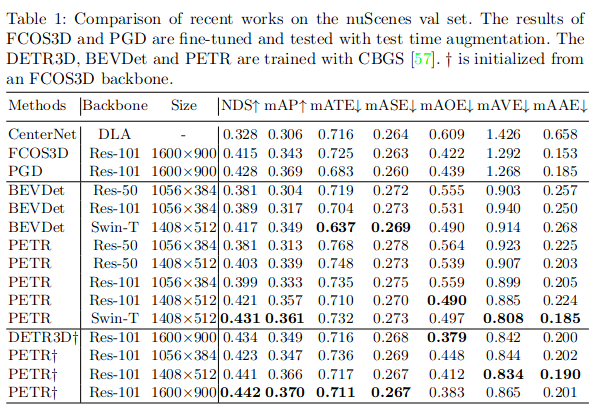 Table 1: Comparison of recent works on the nuScenes val set. The results of
FCOS3D and PGD are fine-tuned and tested with test time augmentation. The
DETR3D, BEVDet and PETR are trained with CBGS [57]. † is initialized from
an FCOS3D backbone.
Methods Backbone Size NDS↑ mAP↑ mATE↓ mASE↓ mAOE↓ mAVE↓ mAAE↓
CenterNet DLA - 0.328 0.306 0.716 0.264 0.609 1.426 0.658
FCOS3D Res-101 1600×900 0.415 0.343 0.725 0.263 0.422 1.292 0.153
PGD Res-101 1600×900 0.428 0.369 0.683 0.260 0.439 1.268 0.185
BEVDet Res-50 1056×384 0.381 0.304 0.719 0.272 0.555 0.903 0.257
BEVDet Res-101 1056×384 0.389 0.317 0.704 0.273 0.531 0.940 0.250
BEVDet Swin-T 1408×512 0.417 0.349 0.637 0.269 0.490 0.914 0.268
PETR Res-50 1056×384 0.381 0.313 0.768 0.278 0.564 0.923 0.225
PETR Res-50 1408×512 0.403 0.339 0.748 0.273 0.539 0.907 0.203
PETR Res-101 1056×384 0.399 0.333 0.735 0.275 0.559 0.899 0.205
PETR Res-101 1408×512 0.421 0.357 0.710 0.270 0.490 0.885 0.224
PETR Swin-T 1408×512 0.431 0.361 0.732 0.273 0.497 0.808 0.185
DETR3D† Res-101 1600×900 0.434 0.349 0.716 0.268 0.379 0.842 0.200
PETR† Res-101 1056×384 0.423 0.347 0.736 0.269 0.448 0.844 0.202
PETR† Res-101 1408×512 0.441 0.366 0.717 0.267 0.412 0.834 0.190
PETR† Res-101 1600×900 0.442 0.370 0.711 0.267 0.383 0.865 0.201